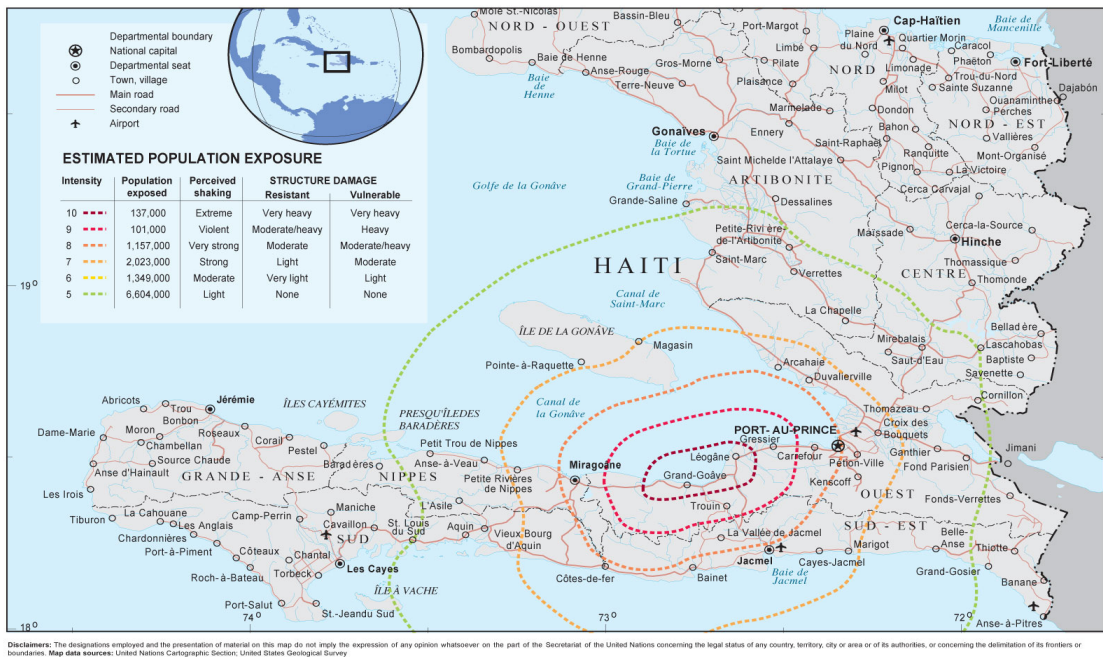 Departmental boundary
National capital
Departmental seat
Town, village
Main road
Secondary road
Airport
ESTIMATED POPULATION EXPOSURE
Intensity Population exposed Perceived shaking STRUCTURE DAMAGE Resistant Vulnerable
10 137,000 Extreme Very heavy Very heavy
9 101,000 Violent Moderate/heavy Heavy
8 1,157,000 Very strong Moderate Moderate/heavy
7 2,023,000 Strong Light Moderate
6 1,349,000 Moderate Very light Light
5 6,604,000 Light None None
Môle St.-Nicolas
NORD - OUEST
Bassin-Bleu
Port-Margot
Plaine du Nord
Cap-Haïtien
Baie de Mancenille
Bombardopolis
Baie de Henne
Limbé
Quartier Morin
Caracol
Limonade
Phaëton
Fort-Liberté
Anse-Rouge
Gros-Morne
Pilate
NORD
Trou-du-Nord
Baie de Henne
Terre-Neuve
Plaisance
Milot
Sainte Suzanne
Dajabón
Ouanaminthe
Marmelade
Dondon
Perches
NORD - EST
Gonaïves
Ennery
Bahon
Vallières
Baie de la Tortue
Saint-Raphaël
Ranquitte
Mont-Organisé
Saint Michelde l'Attalaye
Pignon
La Victoire
Golfe de la Gonâve
Baie de Grand-Pierre
ARTIBONITE
Cerca Carvajal
Grande-Saline
Dessalines
Petite-Rivière-de-l'Artibonite
Maïssade
Cerca-la-Source
Hinche
HAITI
Saint-Marc
Thomassique
Verrettes
CENTRE
Thomonde
19°
Canal de Saint-Marc
La Chapelle
Belladère
ÎLE DE LA GONÂVE
Mirebalais
Lascahobas
Magasin
Saut-d'Eau
Baptiste
Pointe-à-Raquette
Arcahaie
Savenette
Duvalierville
Abricots
Jérémie
ÎLES CAYÉMITES
Canal de la Gonâve
Cornillon
Trou Bonbon
PRESQU'ÎLEDES BARADÈRES
Thomazeau
Dame-Marie
Moron
Roseaux
Corail
PORT- AU-PRINCE
Croix des Bouquets
Chambellan
Pestel
Petit Trou de Nippes
Gressier
Jimani
Anse d'Hainault
Source Chaude
Baradères
Anse-à-Veau
Miragoâne
Léogâne
Carefour
Pétion-Ville
Ganthier
Fond Parisien
GRANDE - ANSE
NIPPES
Petite Rivières de Nippes
Grand-Goâve
Kenscoff
Les Irois
OUEST
Fonds-Verrettes
L'Asile
Trouin
Tiburon
La Cahouane
Camp-Perrin
Maniche
SUD - EST
Les Anglais
Cavaillon
St. Louis du Sud
Aquin
Vieux Bourg d'Aquin
La Vallée de Jacmel
Belle-Anse
Chardonnières
SUD
Thiotte
Port-à-Piment
Côteaux
Chantal
Jacmel
Cayes-Jacmel
Marigot
Les Cayes
Roch-à-Bateau
Torbeck
Côtes-de-fer
Bainet
Baie de Jacmel
Grand-Gosier
Banane
ÎLE À VACHE
Port-Salut
St.-Jeandu Sud
Anse-à-Pitres
18°
74°
73°
72°
Disclaimers: The designations employed and the presentation of material on this map do not imply the expression of any opinion whatsoever on the part of the Secretariat of the United Nations concerning the legal status of any country, territory, city or area or of its authorities, or concerning the delimitation of its frontiers or
boundaries. Map data sources: United Nations Cartographic Section; United States Geological Survey